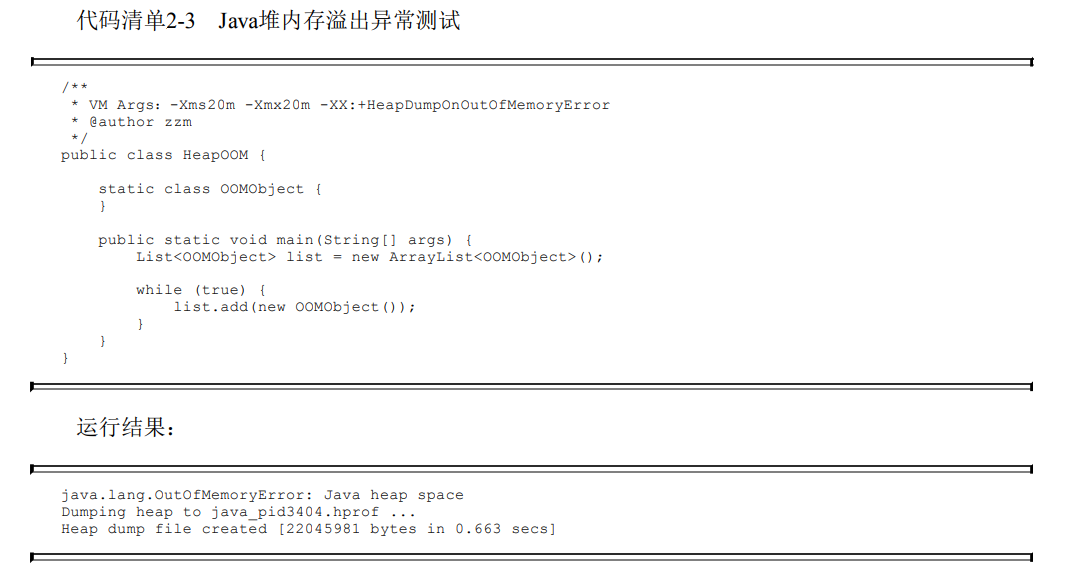 代码清单2-3 Java堆内存溢出异常测试
/**
 * VM Args: -Xms20m -Xmx20m -XX:+HeapDumpOnOutOfMemoryError
 * @author zzm
 */
public class HeapOOM {
    static class OOMObject {
    }
    public static void main(String[] args) {
        List<OOMObject> list = new ArrayList<OOMObject>();
        while (true) {
            list.add(new OOMObject());
        }
    }
}
运行结果：
java.lang.OutOfMemoryError: Java heap space
Dumping heap to java_pid3404.hprof ...
Heap dump file created [22045981 bytes in 0.663 secs]